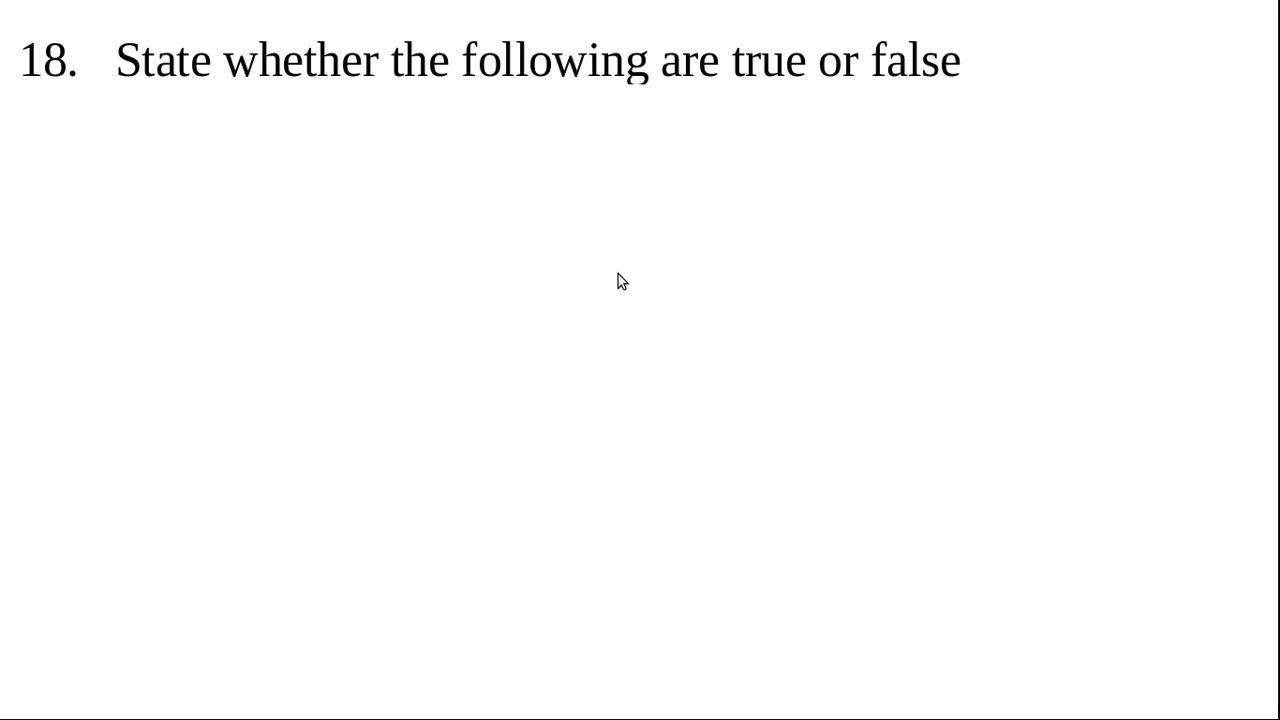 18. State whether the following are true or false